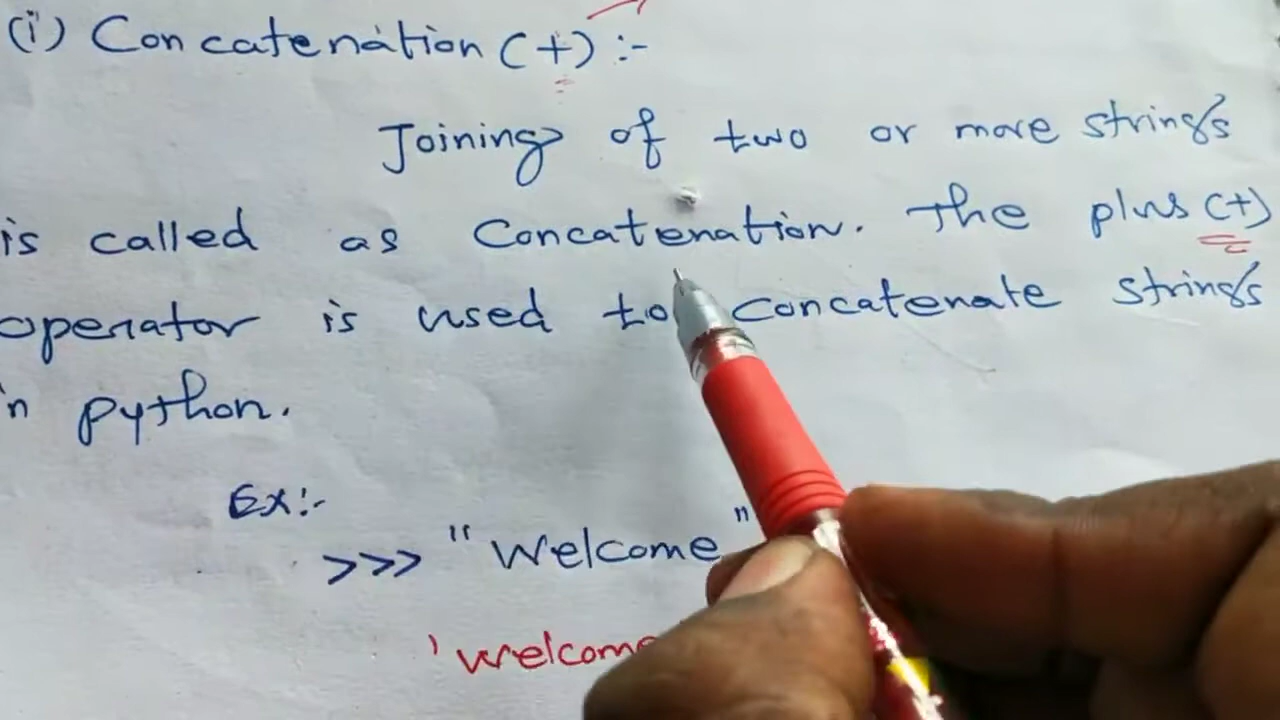 (i) Concatenation (+) :-
Joining of two or more strings
is called as Concatenation. The plus (+)
operator is used to concatenate strings
in python.
Ex:-
>>> "Welcome"
'welcome